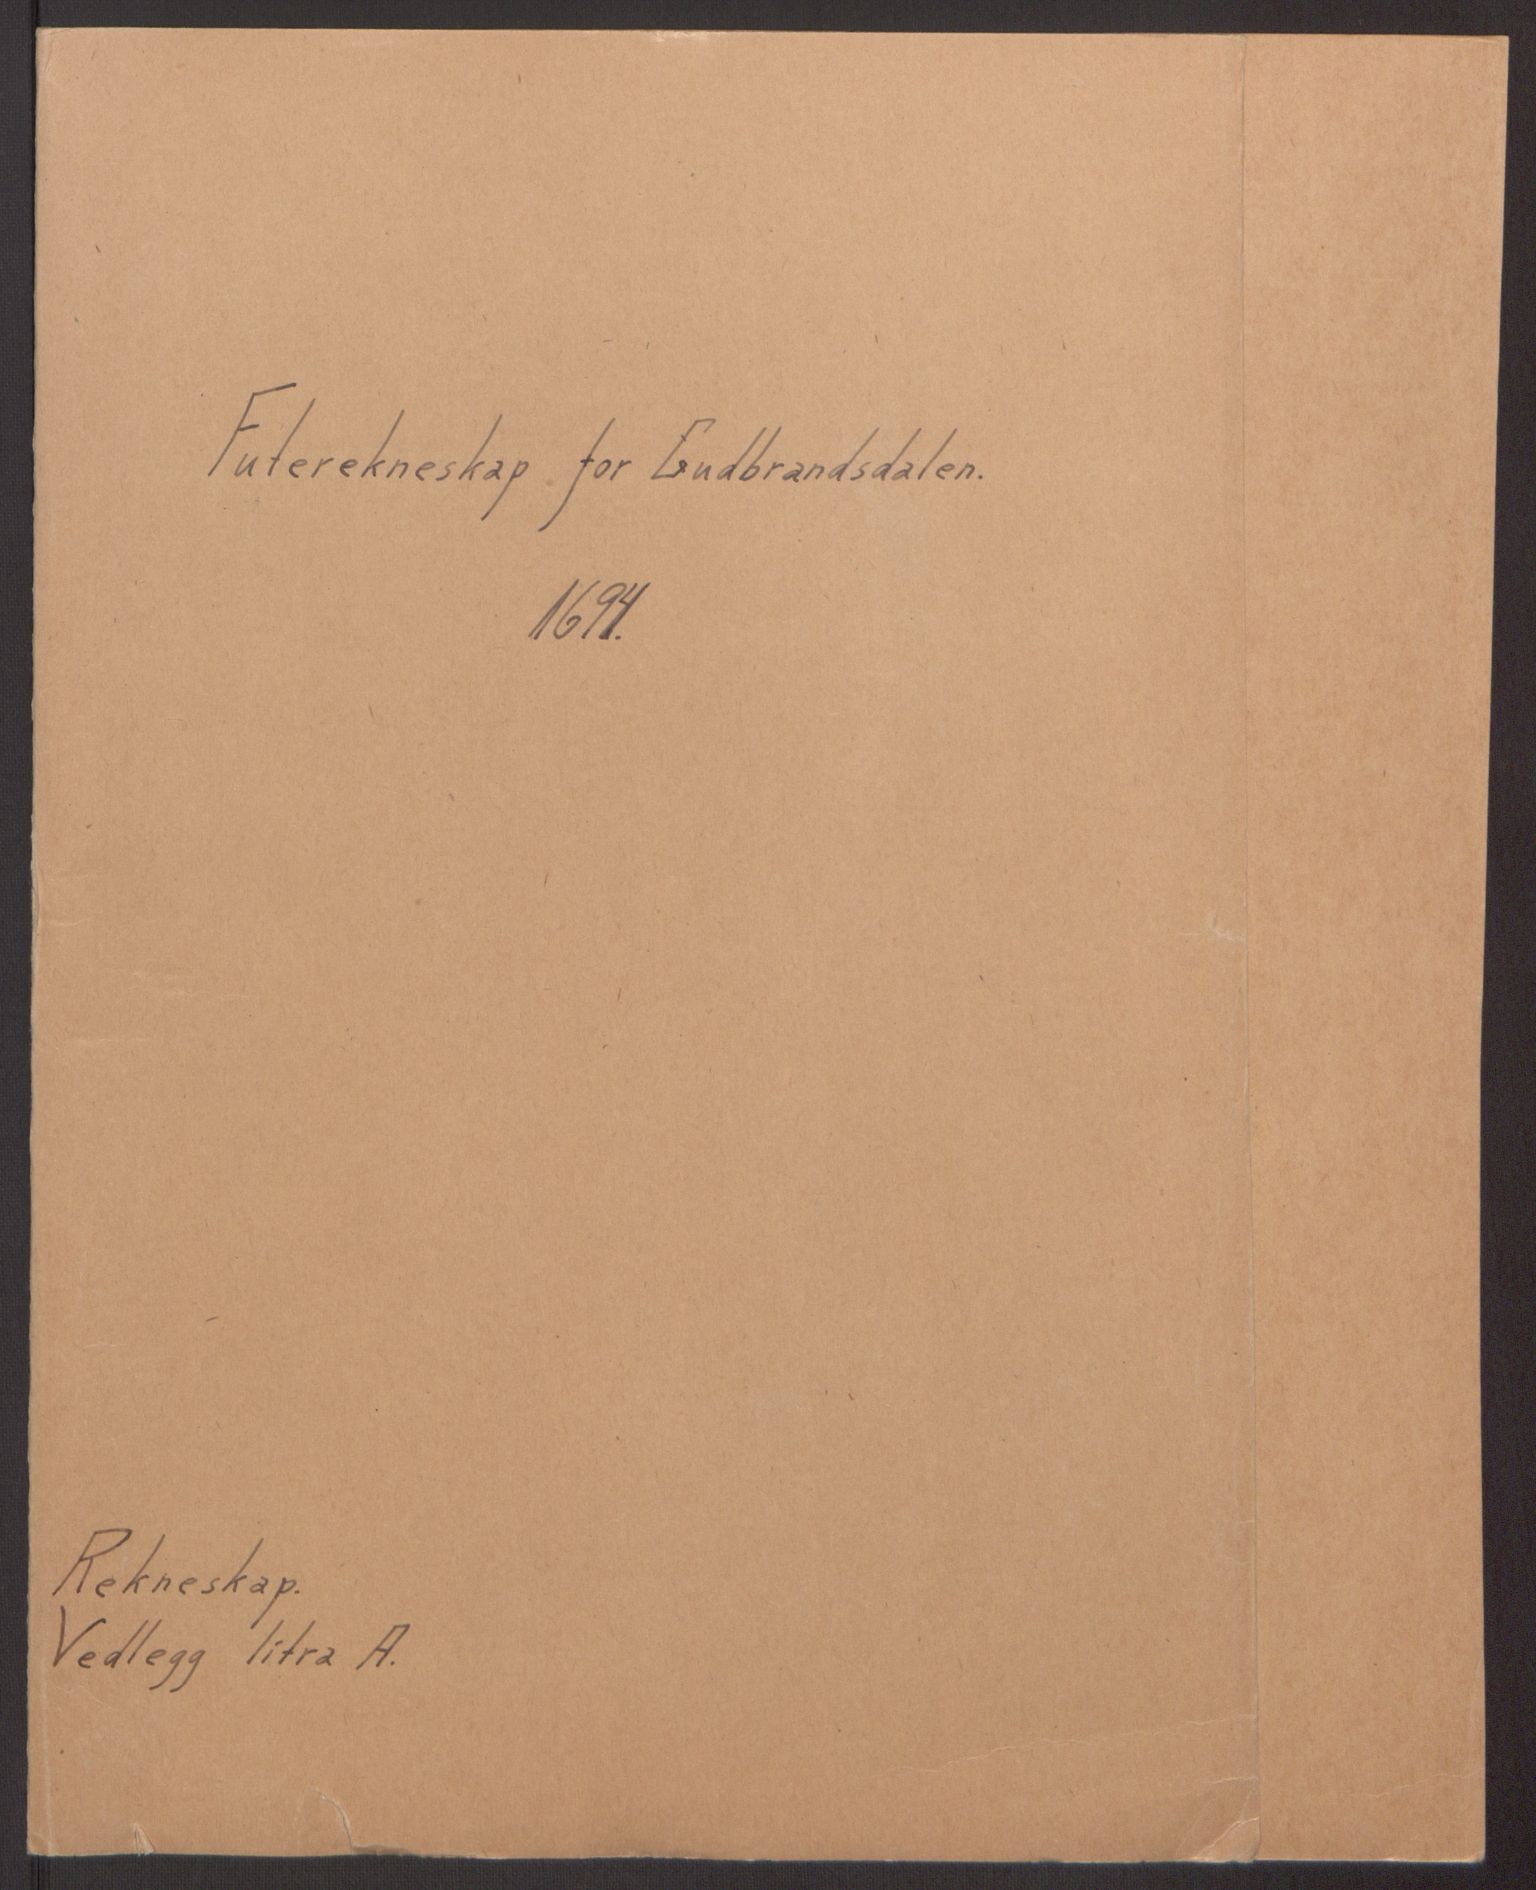 Futerekneskap for Gudbrandsdalen.
1694.
Rekneskap.
Vedlegg litra A.